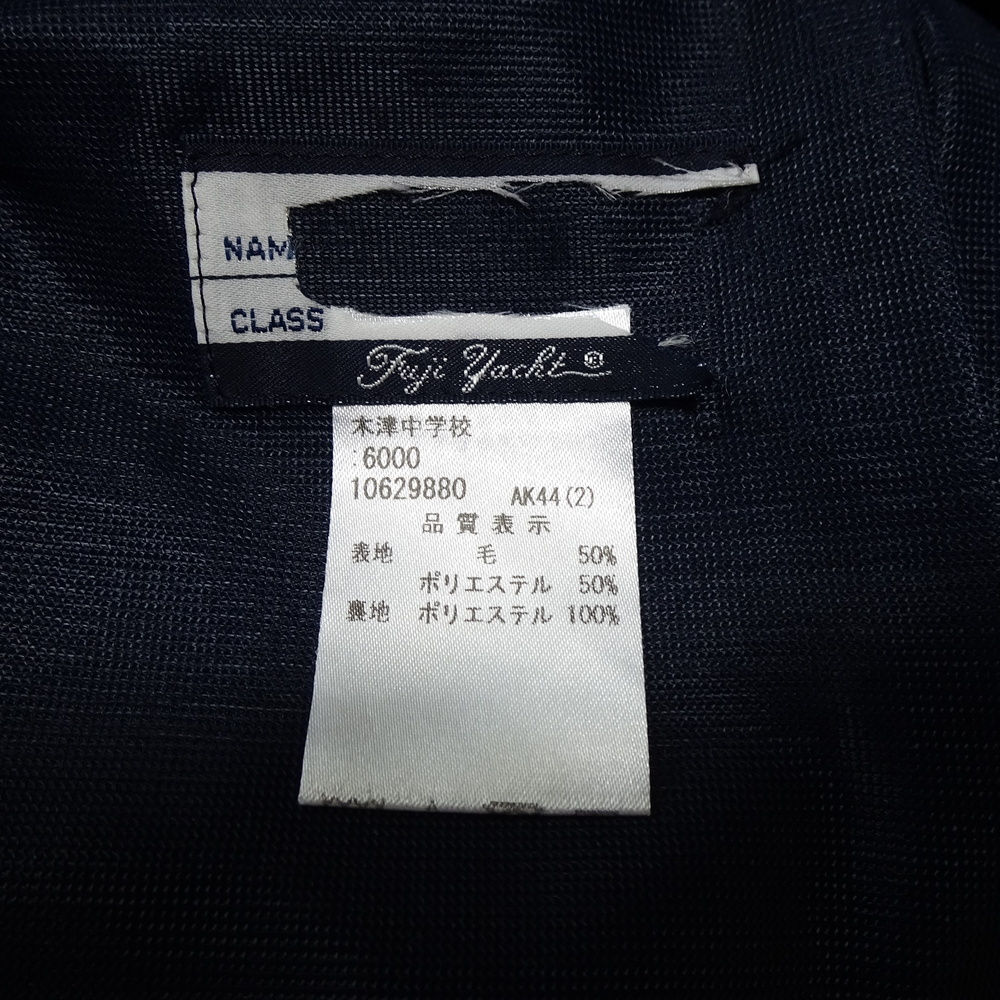 NAM
CLASS
Fuji Yacht®
木津中学校
:6000
10629880 AK44(2)
品質表示
表地 毛 50%
ポリエステル 50%
裏地 ポリエステル 100%